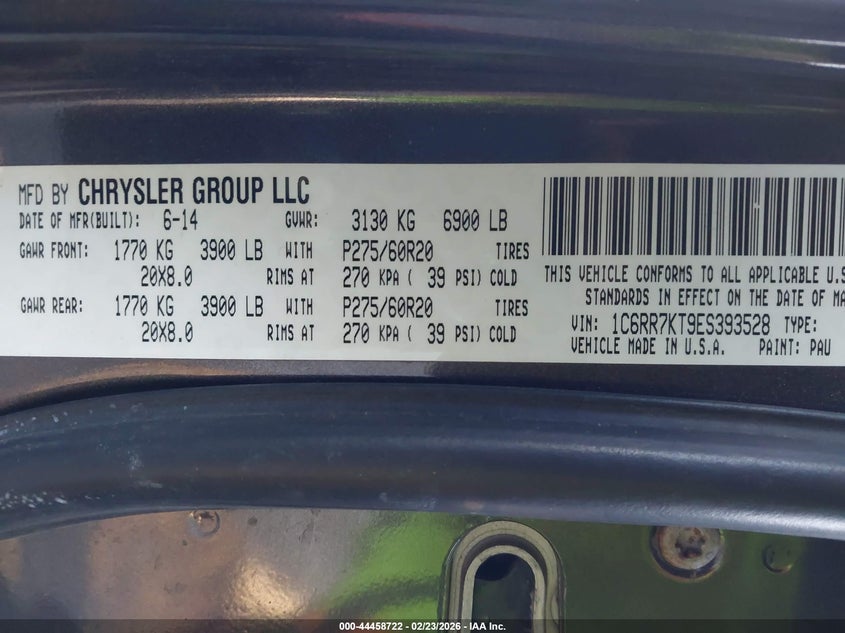 MFD BY CHRYSLER GROUP LLC
DATE OF MFR(BUILT): 6-14 GVWR: 3130 KG 6900 LB
GAWR FRONT: 1770 KG 3900 LB WITH P275/60R20 TIRES
20X8.0 RIMS AT 270 KPA ( 39 PSI) COLD
GAWR REAR: 1770 KG 3900 LB WITH P275/60R20 TIRES
20X8.0 RIMS AT 270 KPA ( 39 PSI) COLD
THIS VEHICLE CONFORMS TO ALL APPLICABLE U.S
STANDARDS IN EFFECT ON THE DATE OF MA
VIN: 1C6RR7KT9ES393528 TYPE:
VEHICLE MADE IN U.S.A. PAINT: PAU
000-44458722 - 02/23/2026 - IAA Inc.